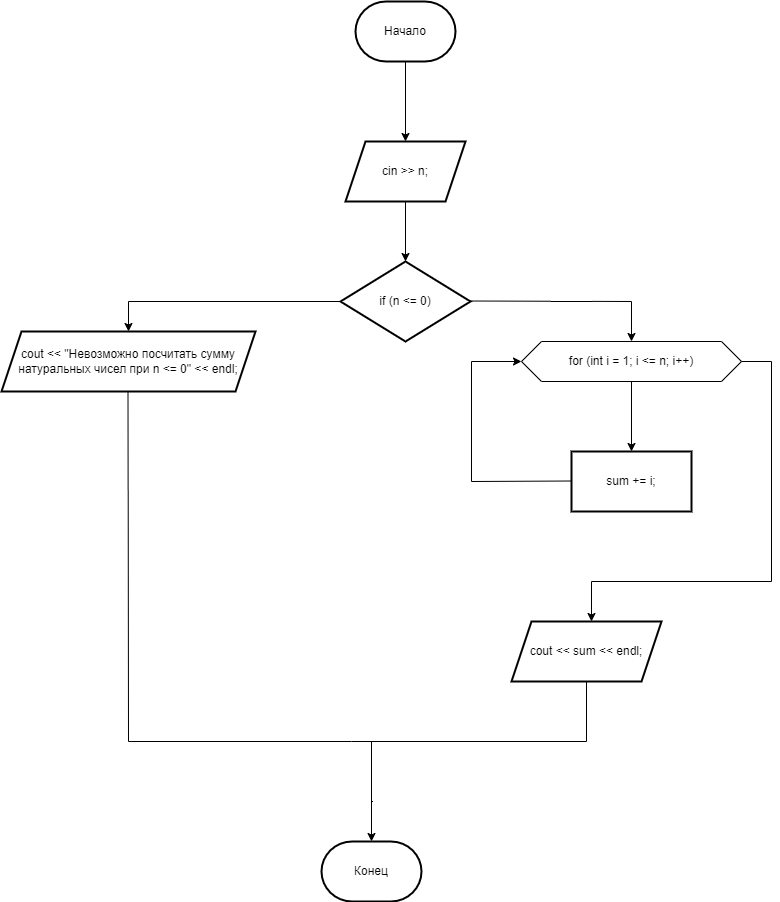 Начало
cin >> n;
if (n <= 0)
cout << "Невозможно посчитать сумму
натуральных чисел при n <= 0" << endl;
for (int i = 1; i <= n; i++)
sum += i;
cout << sum << endl;
Конец